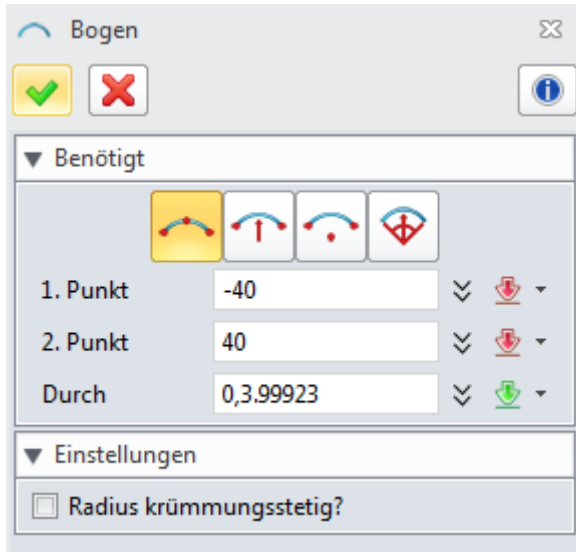 Bogen
Benötigt
1. Punkt -40
2. Punkt 40
Durch 0,3.99923
Einstellungen
Radius krümmungsstetig?